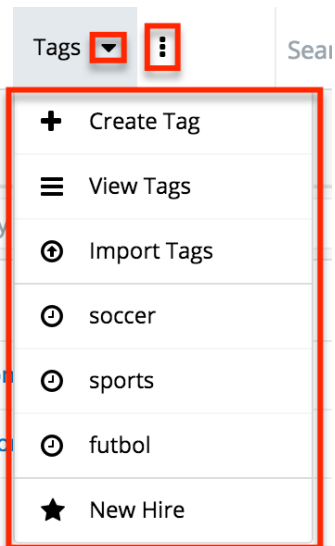 Tags
Sear
Create Tag
View Tags
Import Tags
soccer
sports
futbol
New Hire